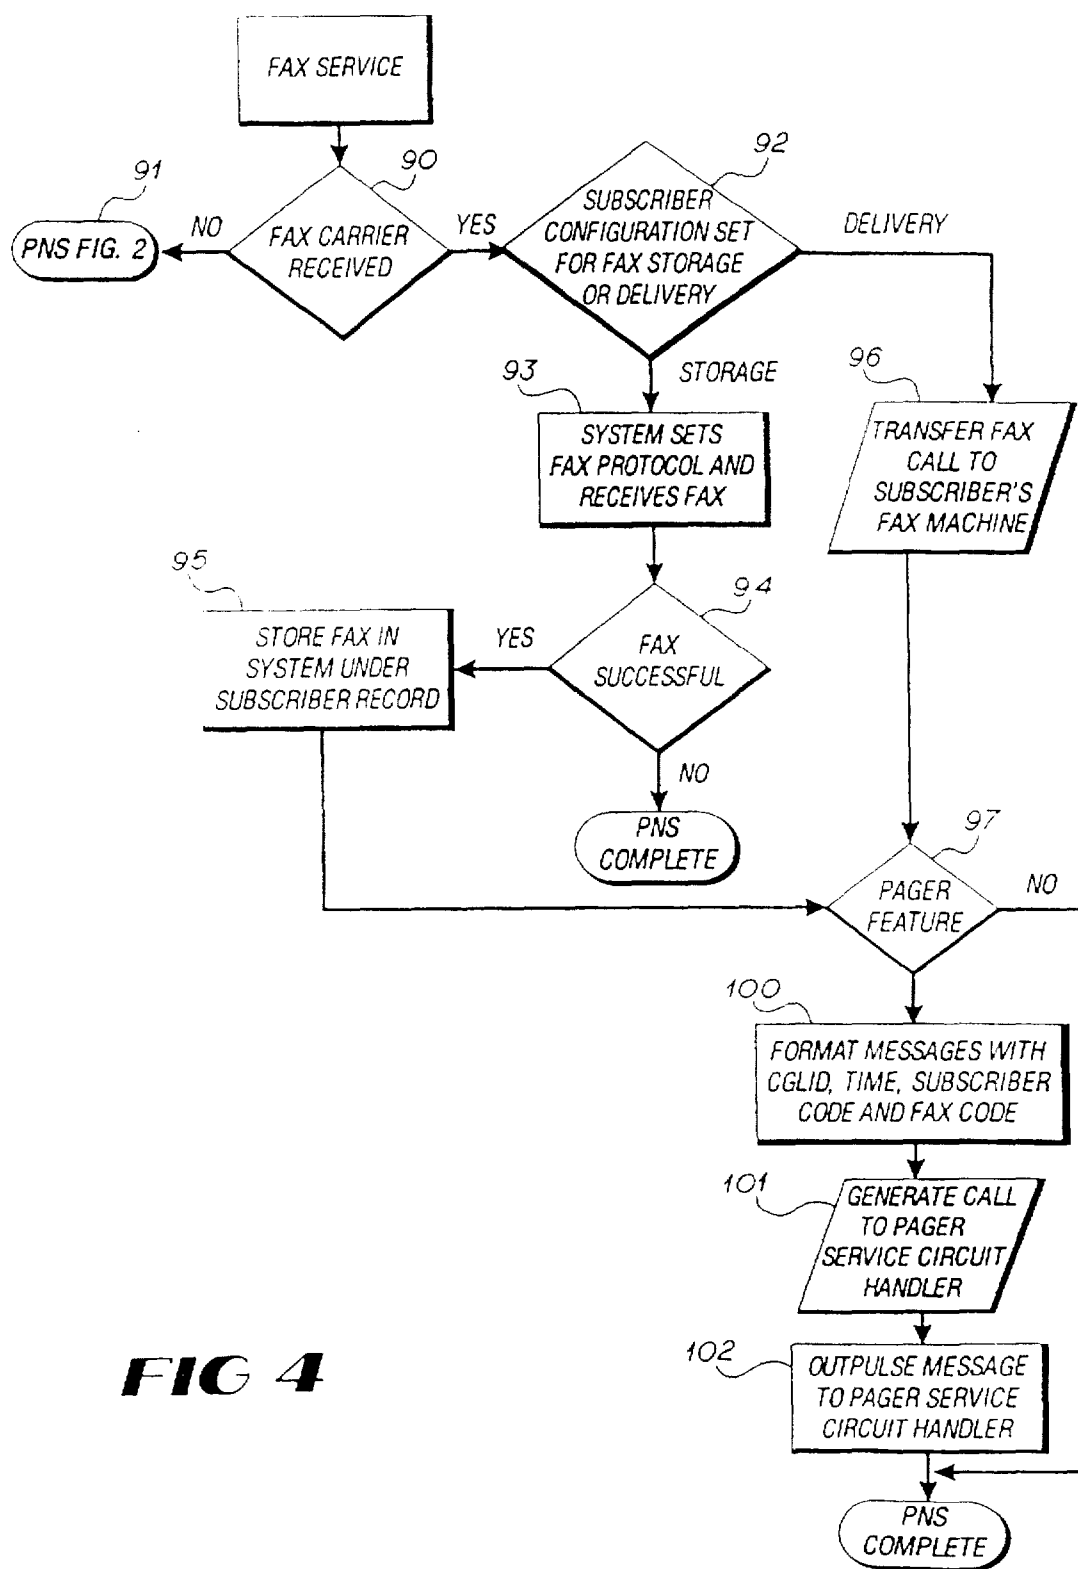 FAX SERVICE
90
FAX CARRIER
RECEIVED
NO
91
PNS FIG. 2
YES
92
SUBSCRIBER
CONFIGURATION SET
FOR FAX STORAGE
OR DELIVERY
DELIVERY
STORAGE
93
SYSTEM SETS
FAX PROTOCOL AND
RECEIVES FAX
96
TRANSFER FAX
CALL TO
SUBSCRIBER'S
FAX MACHINE
94
FAX
SUCCESSFUL
YES
95
STORE FAX IN
SYSTEM UNDER
SUBSCRIBER RECORD
NO
PNS
COMPLETE
97
PAGER
FEATURE
NO
100
FORMAT MESSAGES WITH
CGLID, TIME, SUBSCRIBER
CODE AND FAX CODE
101
GENERATE CALL
TO PAGER
SERVICE CIRCUIT
HANDLER
102
OUTPULSE MESSAGE
TO PAGER SERVICE
CIRCUIT HANDLER
PNS
COMPLETE
FIG 4